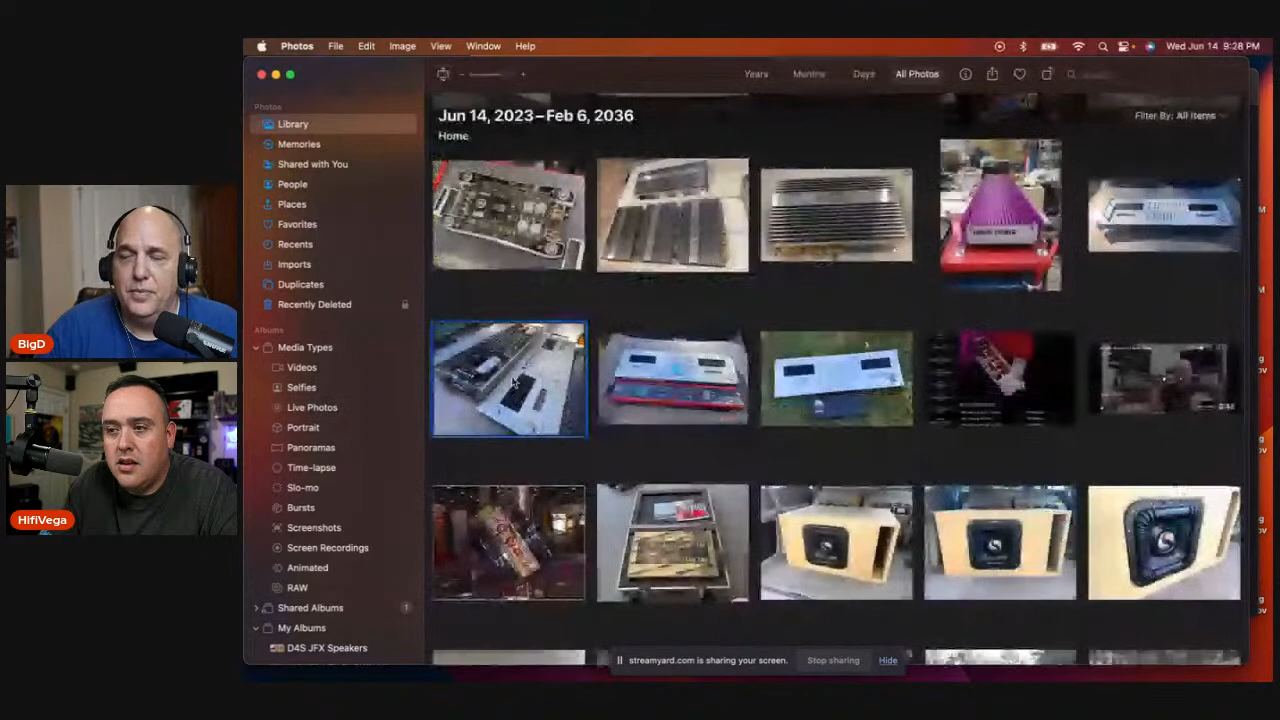 Photos File Edit Image View Window Help
Wed Jun 14 9:28 PM
Years Months Days All Photos
Photos
Library
Memories
Shared with You
People
Places
Favorites
Recents
Imports
Duplicates
Recently Deleted
Albums
Media Types
Videos
Selfies
Live Photos
Portrait
Panoramas
Time-lapse
Slo-mo
Bursts
Screenshots
Screen Recordings
Animated
RAW
Shared Albums 1
My Albums
D4S JFX Speakers
Jun 14, 2023–Feb 6, 2036
Home
Filter By: All Items
streamyard.com is sharing your screen. Stop sharing Hide
BigD
HifiVega